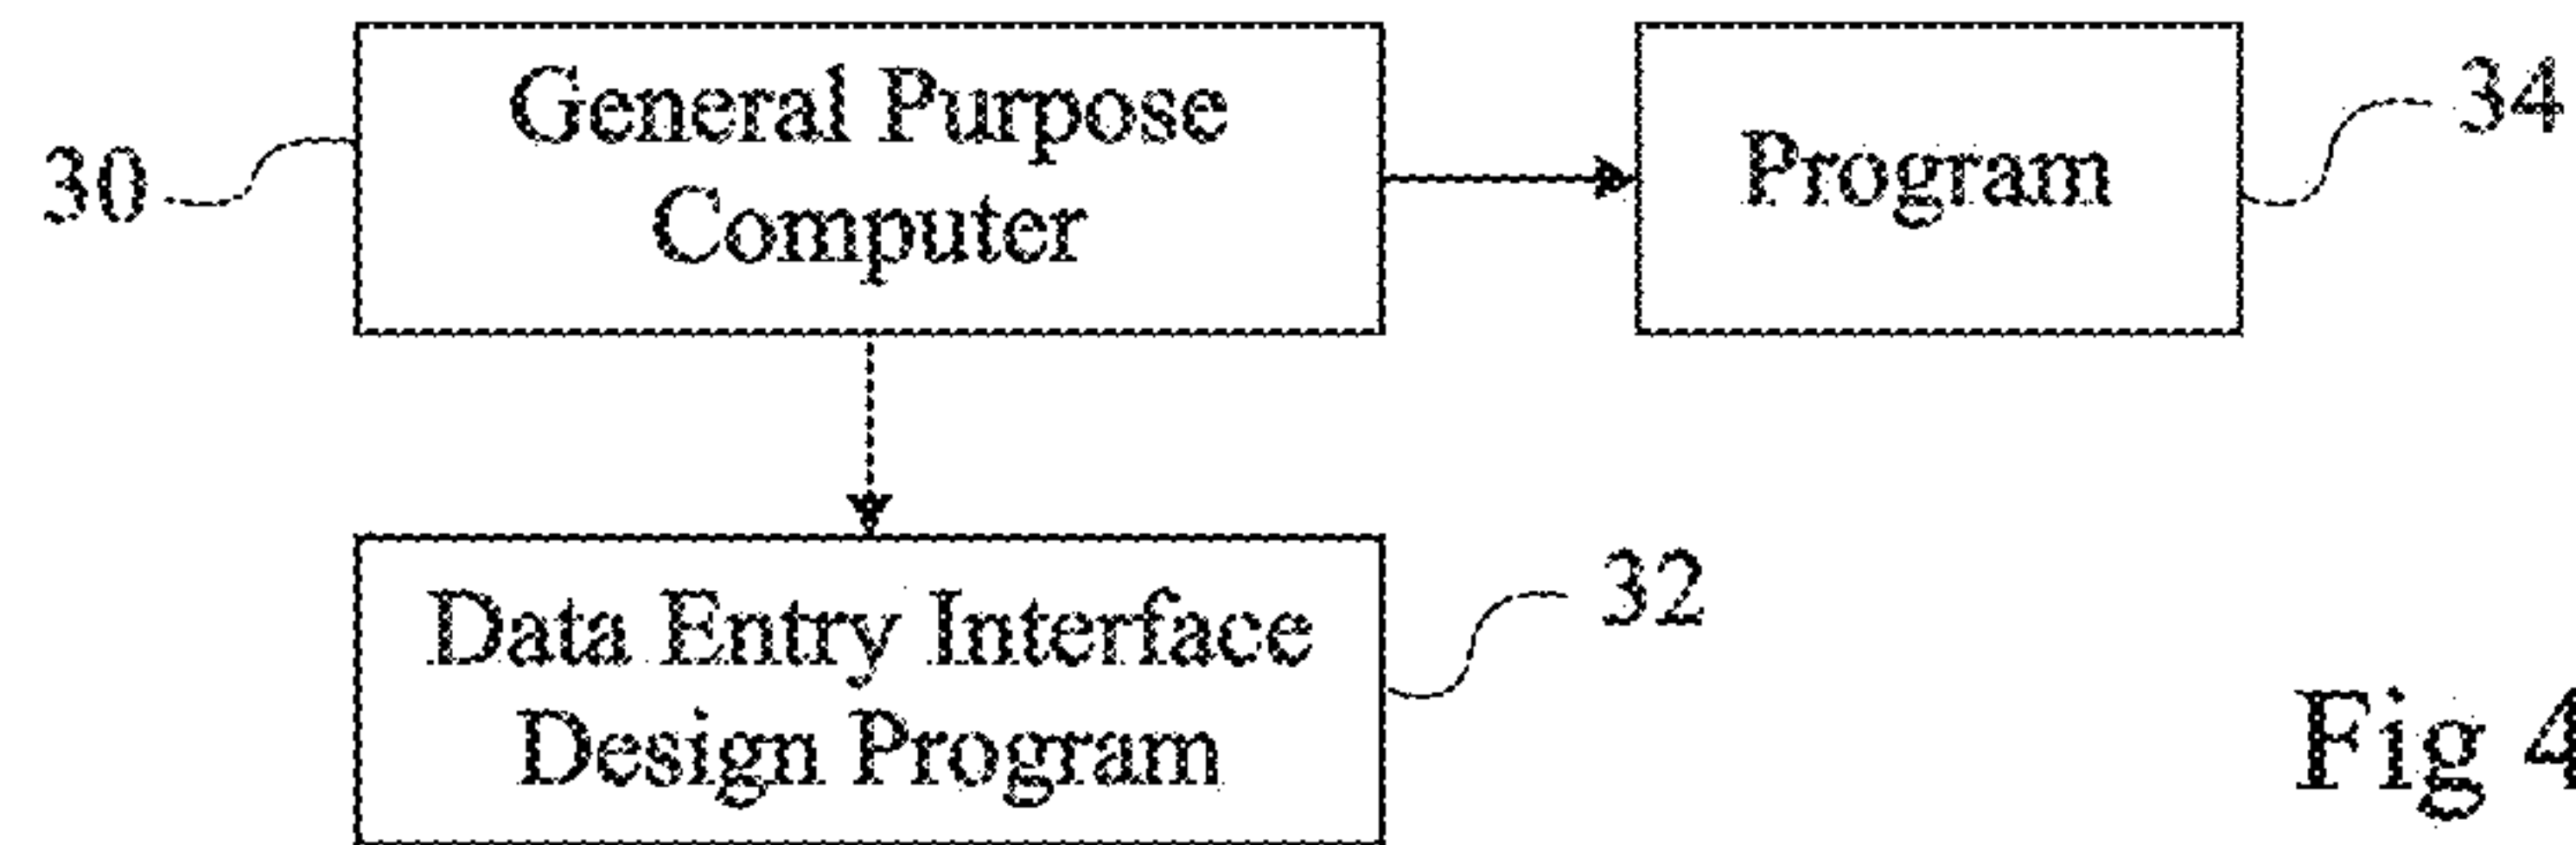 General Purpose
Computer
30
Program
34
Data Entry Interface
Design Program
32
Fig 4